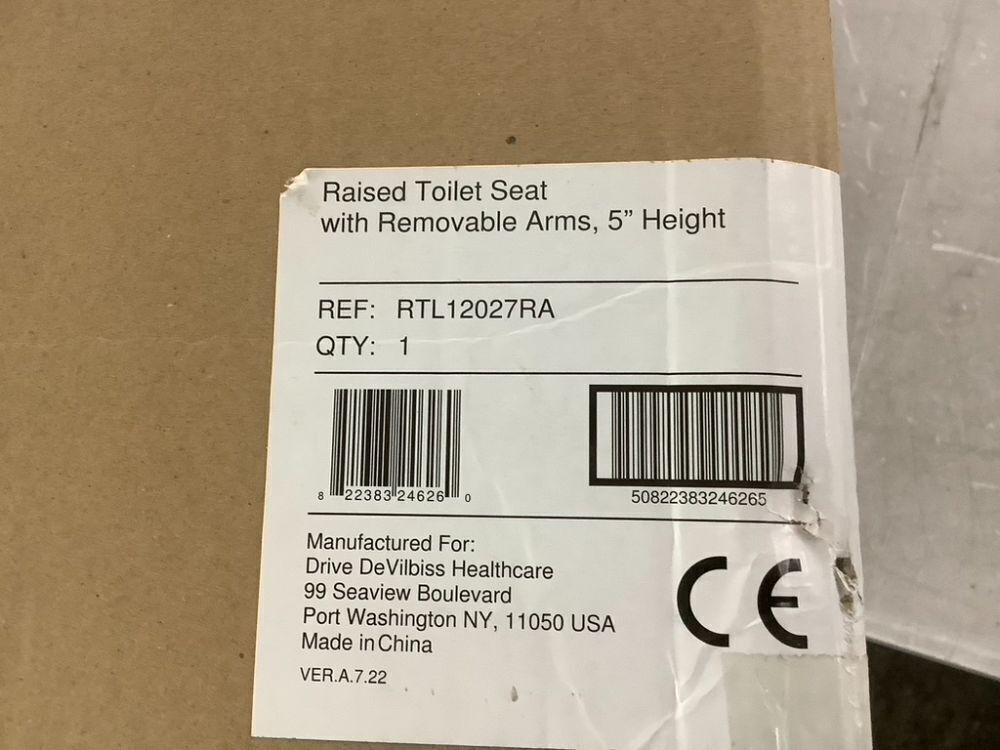 Raised Toilet Seat
with Removable Arms, 5” Height
REF: RTL12027RA
QTY: 1
8 22383 24626 0
50822383246265
Manufactured For:
Drive DeVilbiss Healthcare
99 Seaview Boulevard
Port Washington NY, 11050 USA
Made in China
CE
VER.A.7.22